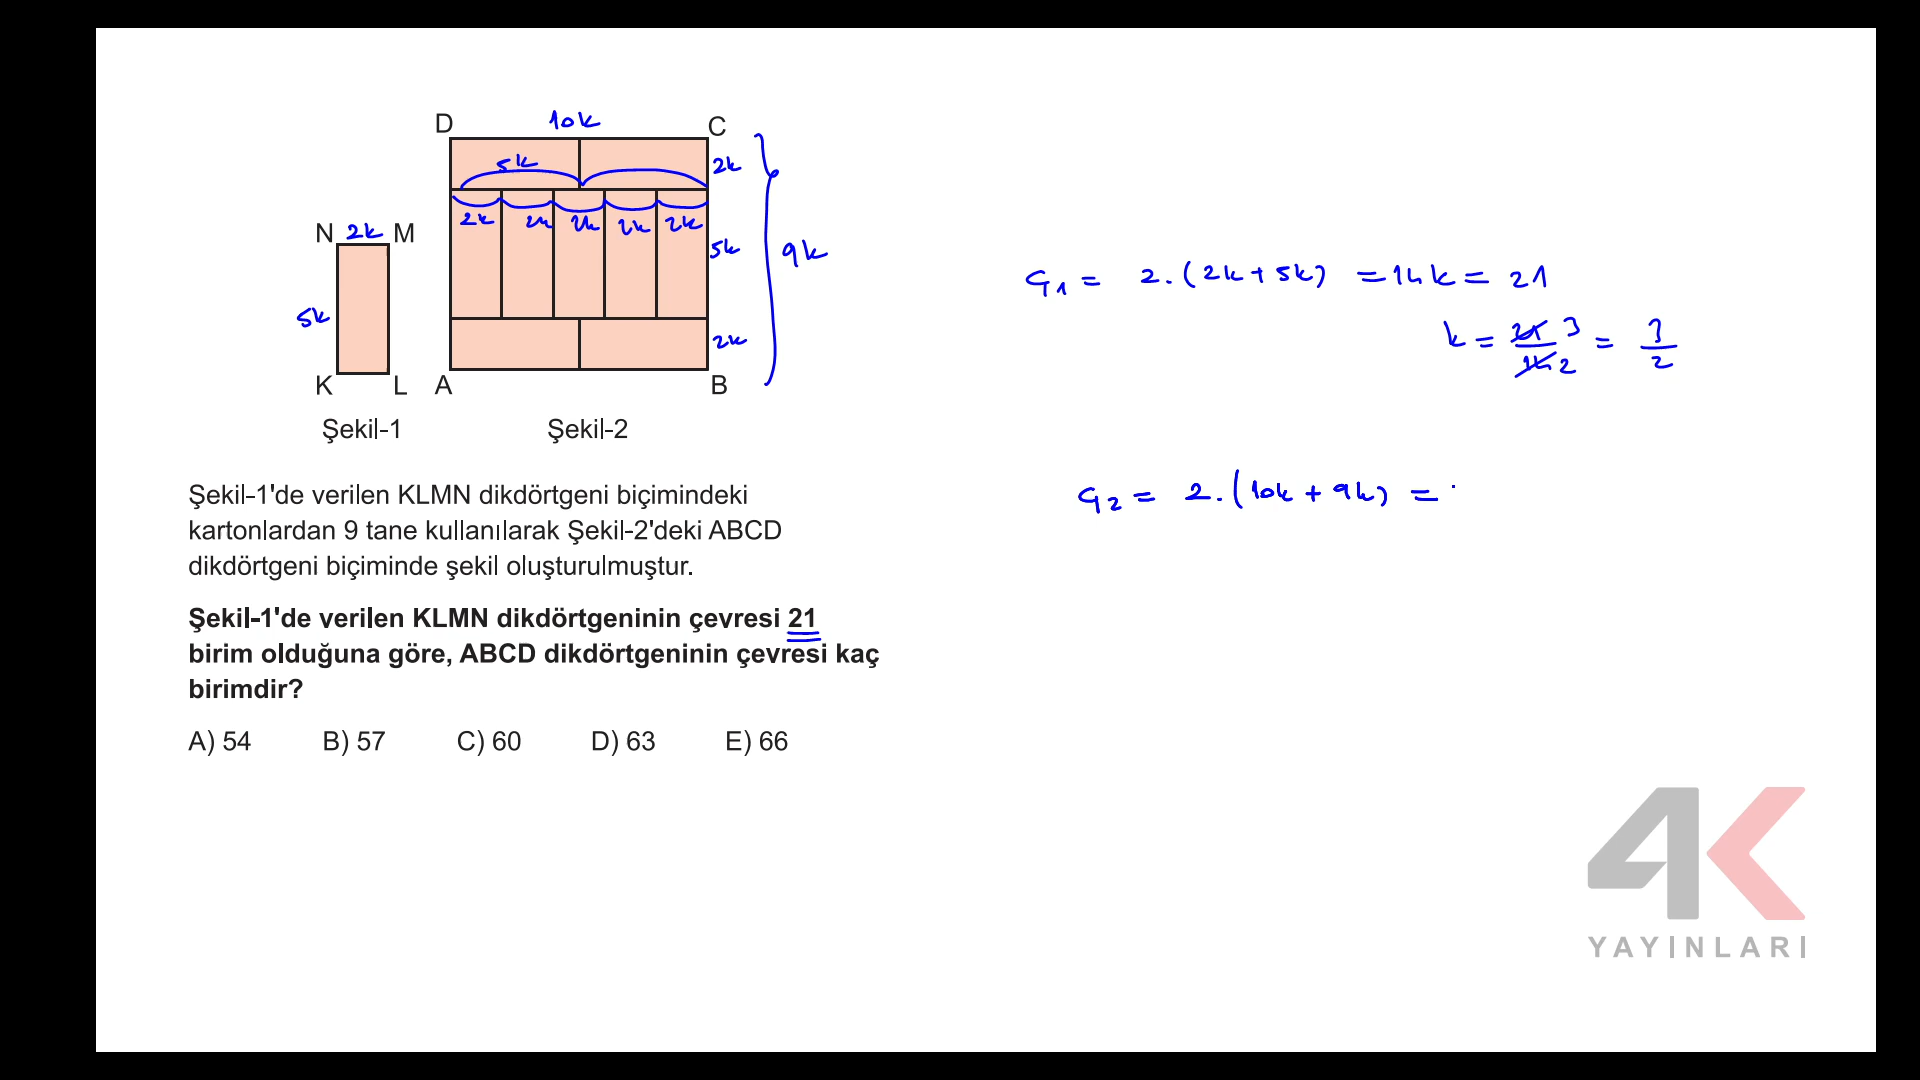 D 10k C
5k 2k
2k 2k 2k 2k 2k
N 2k M
5k 9k
5k
2k
K L A B
Şekil-1 Şekil-2
Ç1 = 2.(2k+5k) = 14k = 21
k = 21 3 / 14 2 = 3/2
Ç2 = 2.(10k + 9k) =
Şekil-1'de verilen KLMN dikdörtgeni biçimindeki
kartonlardan 9 tane kullanılarak Şekil-2'deki ABCD
dikdörtgeni biçiminde şekil oluşturulmuştur.
Şekil-1'de verilen KLMN dikdörtgeninin çevresi 21
birim olduğuna göre, ABCD dikdörtgeninin çevresi kaç
birimdir?
A) 54 B) 57 C) 60 D) 63 E) 66
4K
YAYINLARI